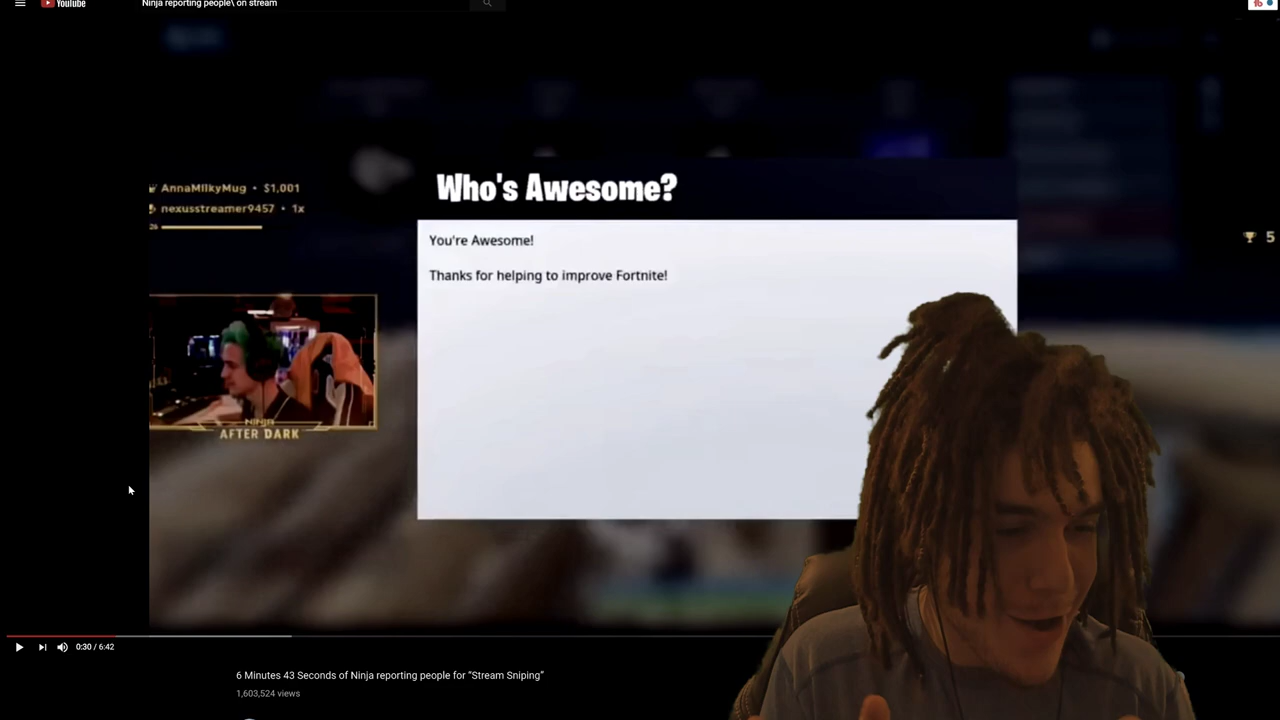 YouTube
Ninja reporting people\ on stream
Who's Awesome?
You're Awesome!
Thanks for helping to improve Fortnite!
AnnaMilkyMug • $1,001
nexusstreamer9457 • 1x
26
5
NINJA
AFTER DARK
0:30 / 6:42
6 Minutes 43 Seconds of Ninja reporting people for “Stream Sniping”
1,603,524 views